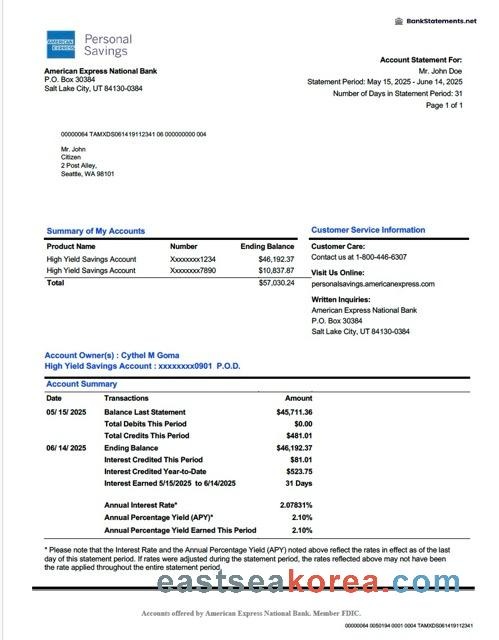 BankStatements.net
AMERICAN EXPRESS
Personal Savings
American Express National Bank
P.O. Box 30384
Salt Lake City, UT 84130-0384
Account Statement For:
Mr. John Doe
Statement Period: May 15, 2025 - June 14, 2025
Number of Days in Statement Period: 31
Page 1 of 1
00000064 TAMXDS061419112341 06 000000000 004
Mr. John
Citizen
2 Post Alley,
Seattle, WA 98101
Summary of My Accounts
Product Name Number Ending Balance
High Yield Savings Account Xxxxxxxx1234 $46,192.37
High Yield Savings Account Xxxxxxxx7890 $10,837.87
Total $57,030.24
Customer Service Information
Customer Care:
Contact us at 1-800-446-6307
Visit Us Online:
personalsavings.americanexpress.com
Written Inquiries:
American Express National Bank
P.O. Box 30384
Salt Lake City, UT 84130-0384
Account Owner(s) : Cythel M Goma
High Yield Savings Account : xxxxxxxx0901 P.O.D.
Account Summary
Date Transactions Amount
05/ 15/ 2025 Balance Last Statement $45,711.36
Total Debits This Period $0.00
Total Credits This Period $481.01
06/ 14/ 2025 Ending Balance $46,192.37
Interest Credited This Period $81.01
Interest Credited Year-to-Date $523.75
Interest Earned 5/15/2025 to 6/14/2025 31 Days
Annual Interest Rate* 2.07831%
Annual Percentage Yield (APY)* 2.10%
Annual Percentage Yield Earned This Period 2.10%
* Please note that the Interest Rate and the Annual Percentage Yield (APY) noted above reflect the rates in effect as of the last
day of this statement period. If rates were adjusted during the statement period, the rates reflected above may not have been
the rate applied throughout the entire statement period.
eastseakorea.com
Accounts offered by American Express National Bank. Member FDIC.
00000064 0050194 0001 0004 TAMXDS061419112341